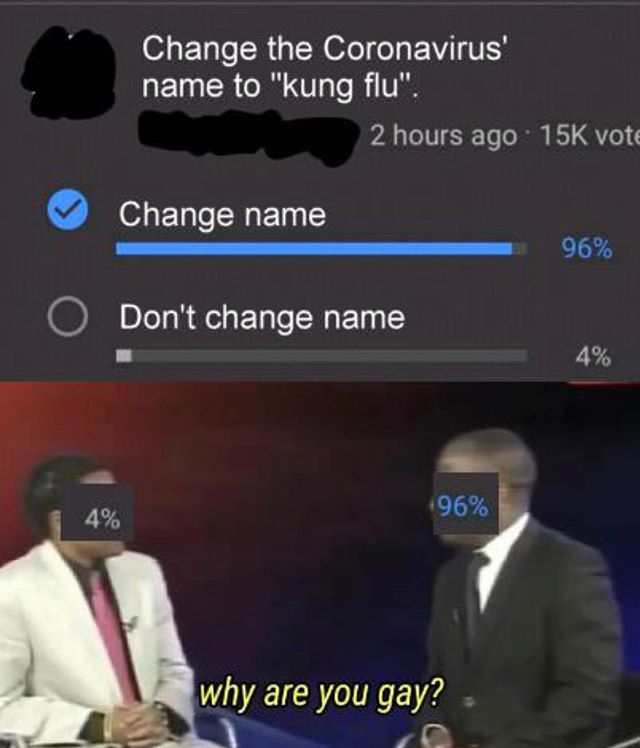 Change the Coronavirus'
name to "kung flu".
2 hours ago · 15K vote
Change name
96%
Don't change name
4%
4%
96%
why are you gay?